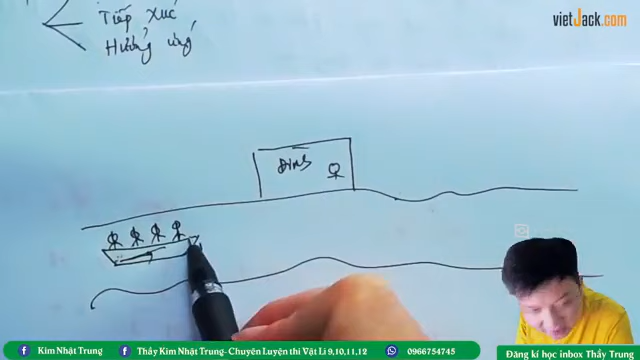 Tiếp xúc
Hưởng ứng
vietJack.com
Kim Nhật Trung
Thầy Kim Nhật Trung- Chuyên Luyện thi Vật Lí 9,10,11,12
0966754745
Đăng kí học inbox Thầy Trung